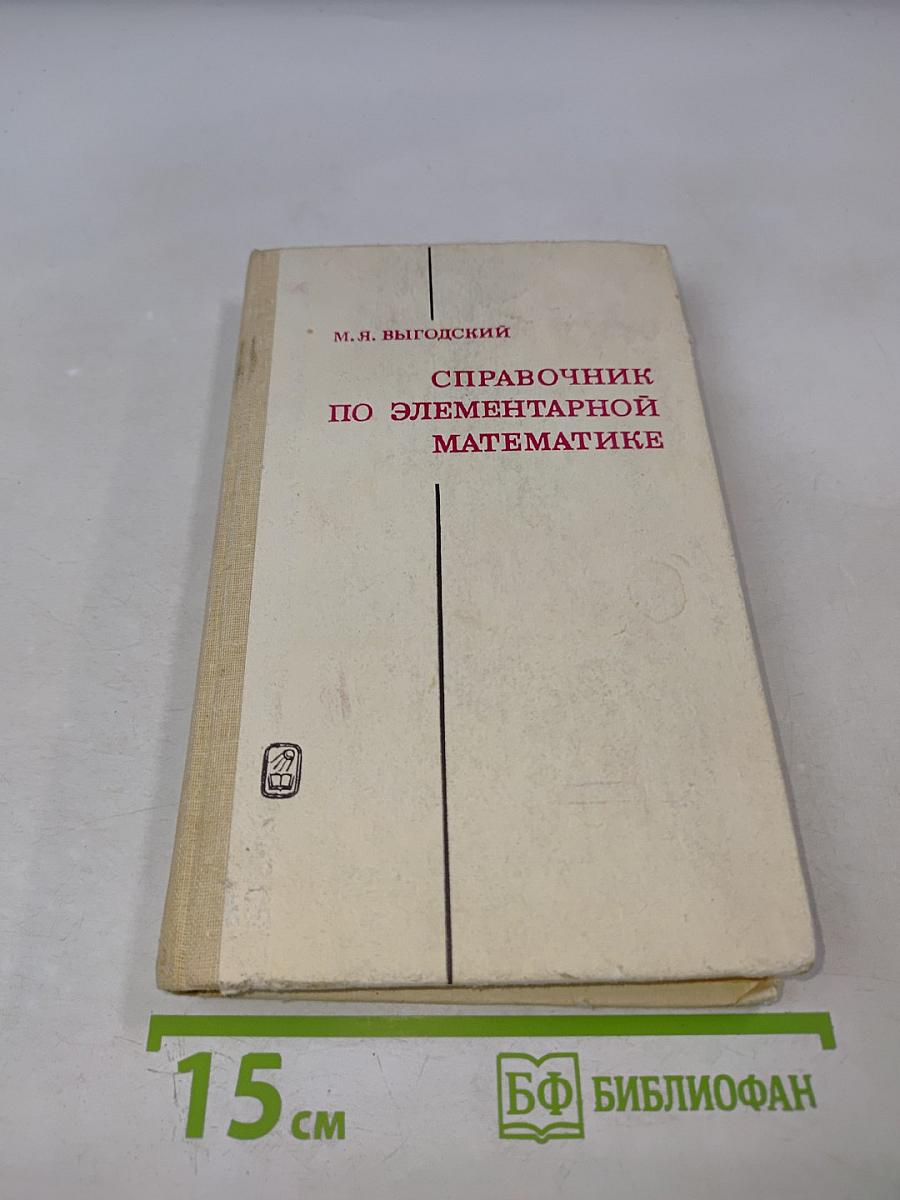 М. Я. ВЫГОДСКИЙ
СПРАВОЧНИК
ПО ЭЛЕМЕНТАРНОЙ
МАТЕМАТИКЕ
15 см
БФ БИБЛИОФАН